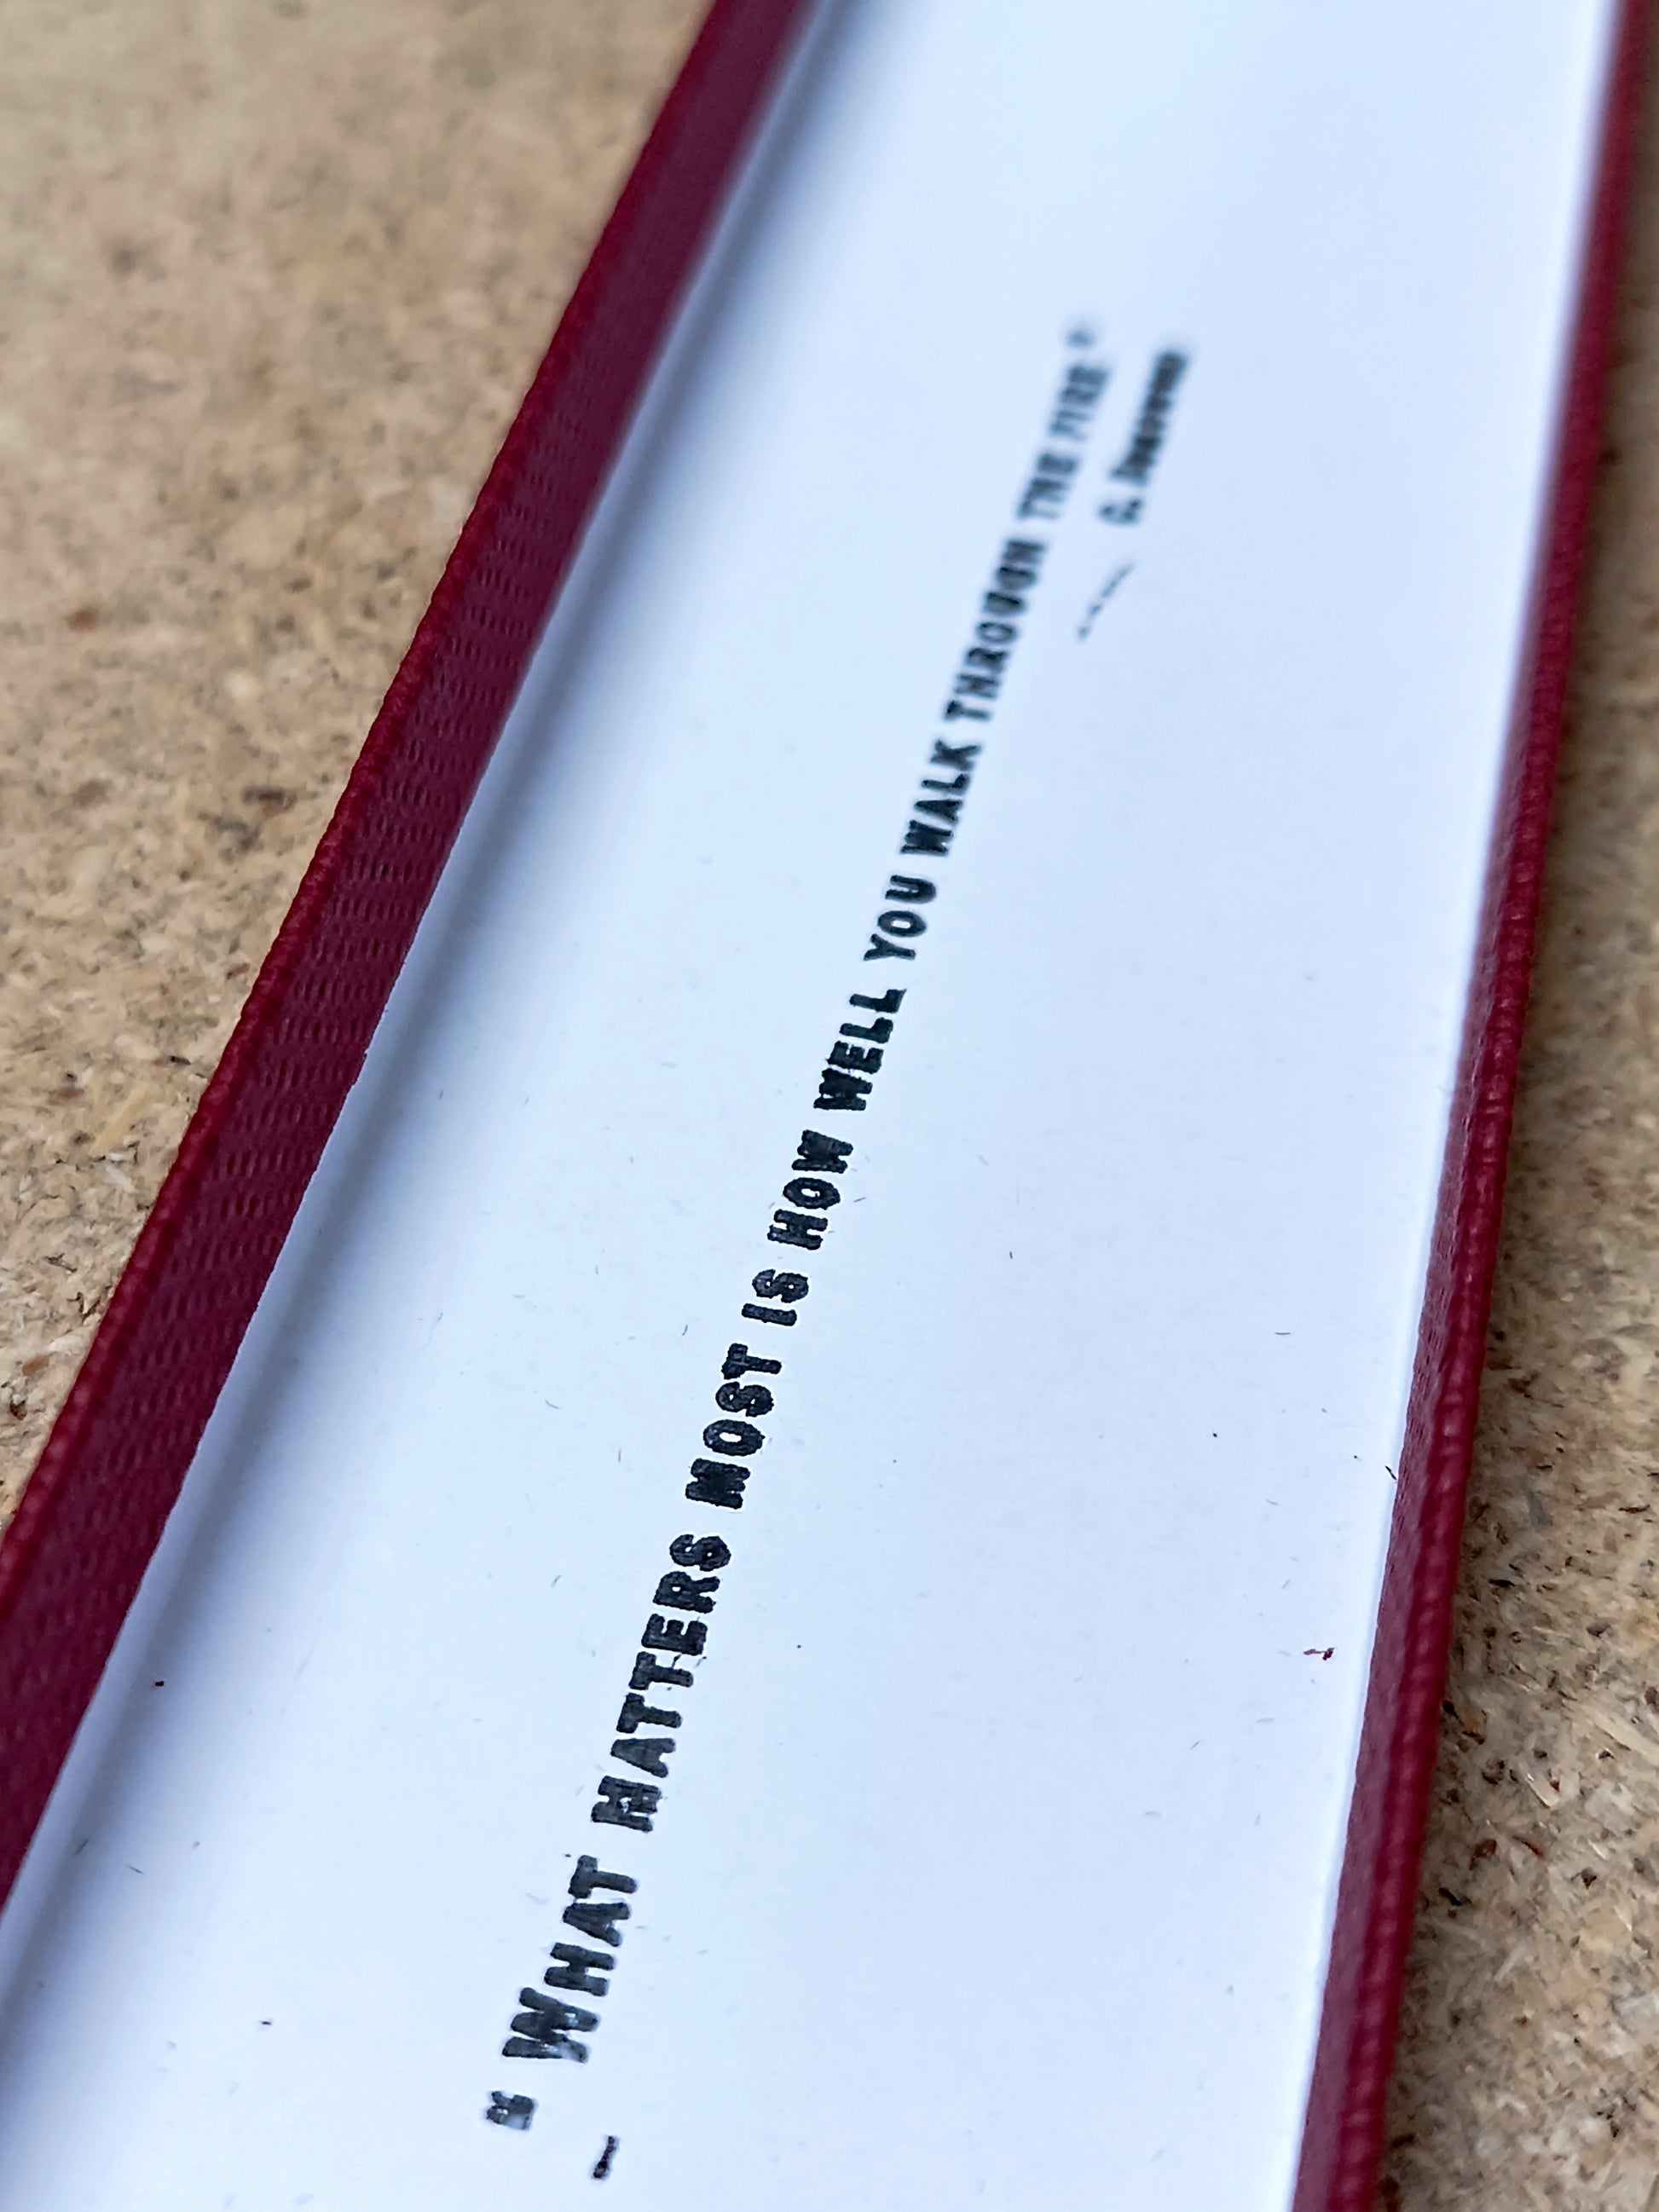 "WHAT MATTERS MOST IS HOW WELL YOU WALK THROUGH THE FIRE"